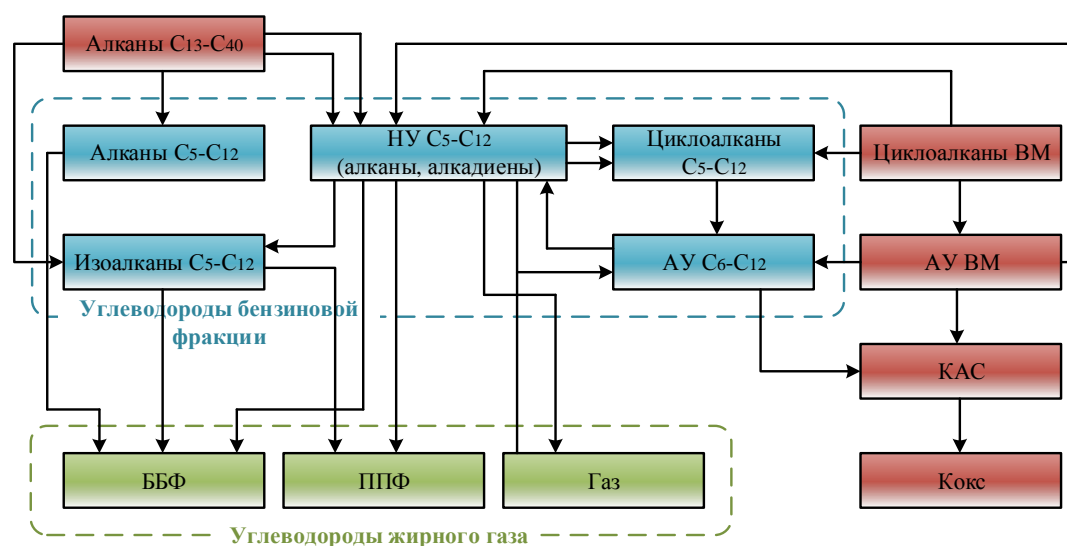 Алканы C13-C40
Алканы C5-C12
НУ C5-C12
(алканы, алкадиены)
Циклоалканы
C5-C12
Циклоалканы ВМ
Изоалканы C5-C12
АУ C6-C12
АУ ВМ
Углеводороды бензиновой
фракции
КАС
ББФ
ППФ
Газ
Кокс
Углеводороды жирного газа